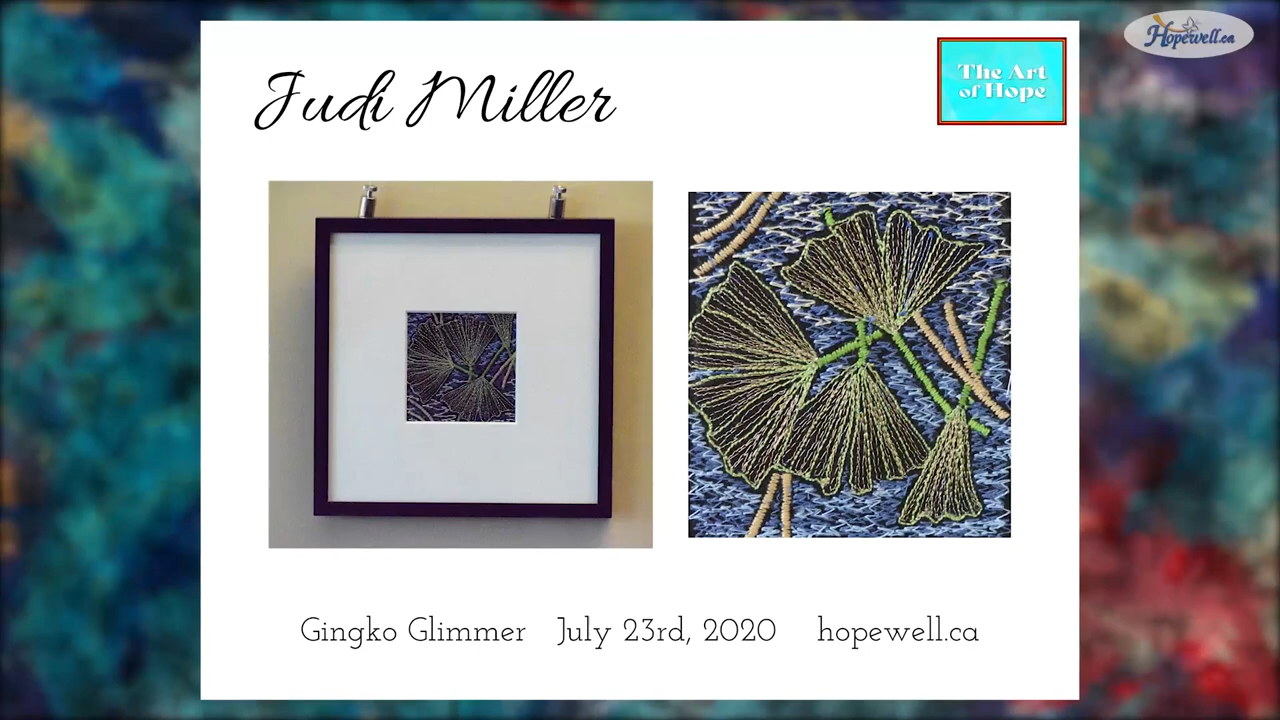 Hopewell.ca
Judi Miller
The Art
of Hope
Gingko Glimmer July 23rd, 2020 hopewell.ca